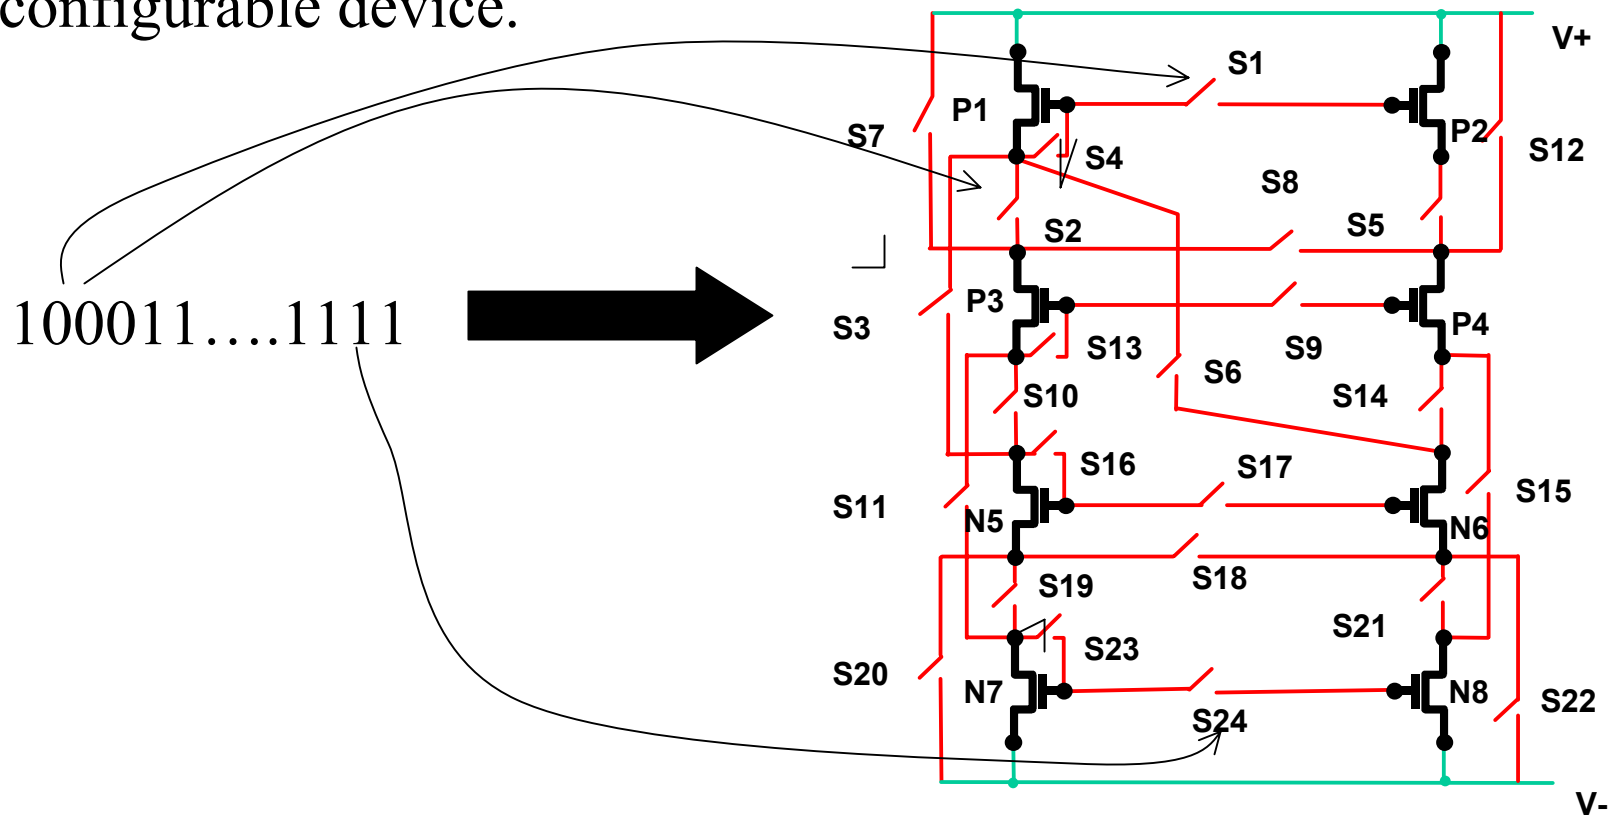 configurable device.
V+
S1
P1
P2
S7
S4
S12
S8
S5
S2
P3
P4
S3
S13
S9
S6
100011....1111
S10
S14
S16
S17
S15
S11
N5
N6
S19
S18
S21
S23
S20
N7
N8
S22
S24
V-